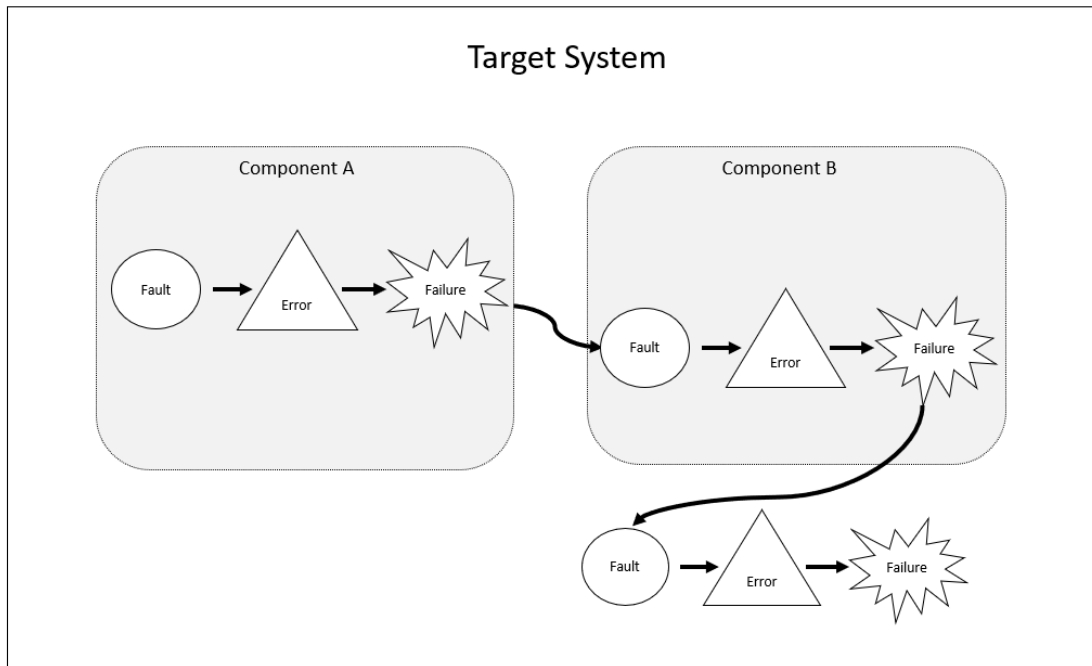 Target System
Component A
Component B
Fault
Error
Failure
Fault
Error
Failure
Fault
Error
Failure